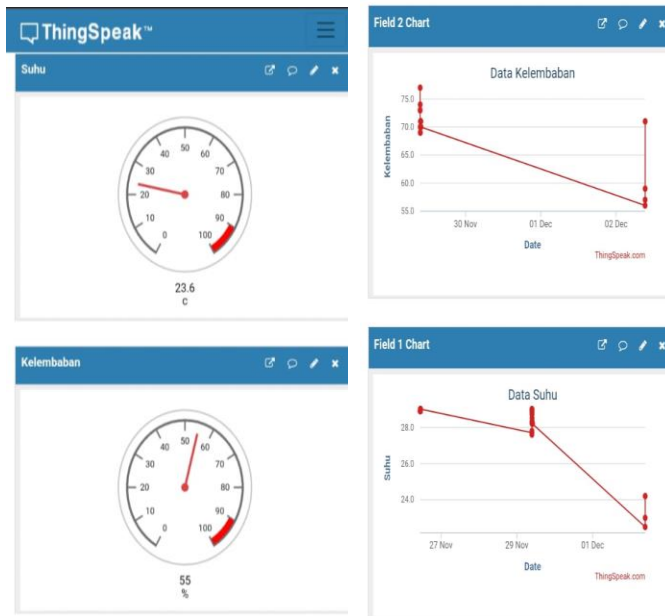 ThingSpeak™
Suhu
0 10 20 30 40 50 60 70 80 90 100
23.6
c
Kelembaban
0 10 20 30 40 50 60 70 80 90 100
55
%
Field 2 Chart
Data Kelembaban
Kelembaban
75.0
70.0
65.0
60.0
55.0
30 Nov 01 Dec 02 Dec
Date
ThingSpeak.com
Field 1 Chart
Data Suhu
Suhu
28.0
26.0
24.0
27 Nov 29 Nov 01 Dec
Date
ThingSpeak.com